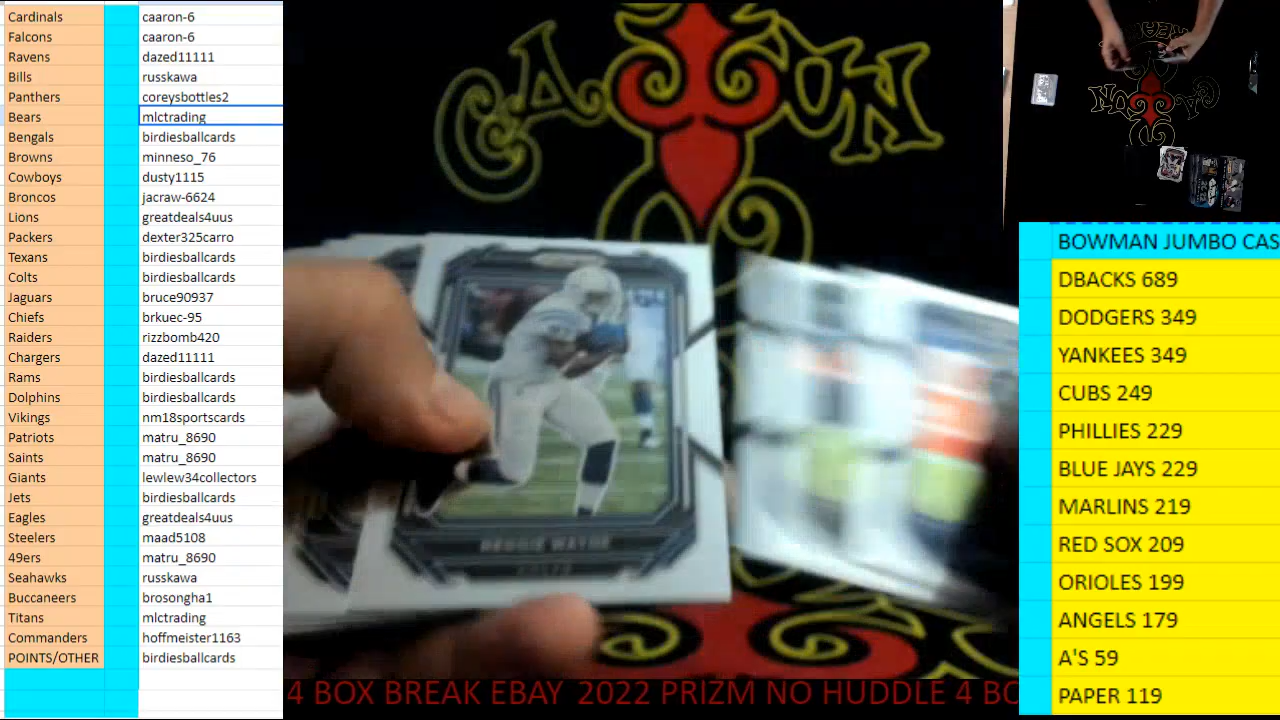 Cardinals caaron-6
Falcons caaron-6
Ravens dazed11111
Bills russkawa
Panthers coreysbottles2
Bears mlctrading
Bengals birdiesballcards
Browns minneso_76
Cowboys dusty1115
Broncos jacraw-6624
Lions greatdeals4uus
Packers dexter325carro
Texans birdiesballcards
Colts birdiesballcards
Jaguars bruce90937
Chiefs brkuec-95
Raiders rizzbomb420
Chargers dazed11111
Rams birdiesballcards
Dolphins birdiesballcards
Vikings nm18sportscards
Patriots matru_8690
Saints matru_8690
Giants lewlew34collectors
Jets birdiesballcards
Eagles greatdeals4uus
Steelers maad5108
49ers matru_8690
Seahawks russkawa
Buccaneers brosongha1
Titans mlctrading
Commanders hoffmeister1163
POINTS/OTHER birdiesballcards
REGGIE WAYNE
COLTS
4 BOX BREAK EBAY 2022 PRIZM NO HUDDLE 4 BO
BOWMAN JUMBO CAS
DBACKS 689
DODGERS 349
YANKEES 349
CUBS 249
PHILLIES 229
BLUE JAYS 229
MARLINS 219
RED SOX 209
ORIOLES 199
ANGELS 179
A'S 59
PAPER 119